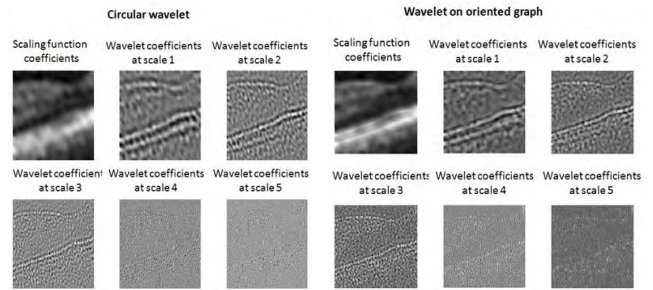 Circular wavelet
Wavelet on oriented graph
Scaling function
coefficients
Wavelet coefficients
at scale 1
Wavelet coefficients
at scale 2
Scaling function
coefficients
Wavelet coefficients
at scale 1
Wavelet coefficients
at scale 2
Wavelet coefficient
at scale 3
Wavelet coefficients
at scale 4
Wavelet coefficients
at scale 5
Wavelet coefficients
at scale 3
Wavelet coefficients
at scale 4
Wavelet coefficients
at scale 5